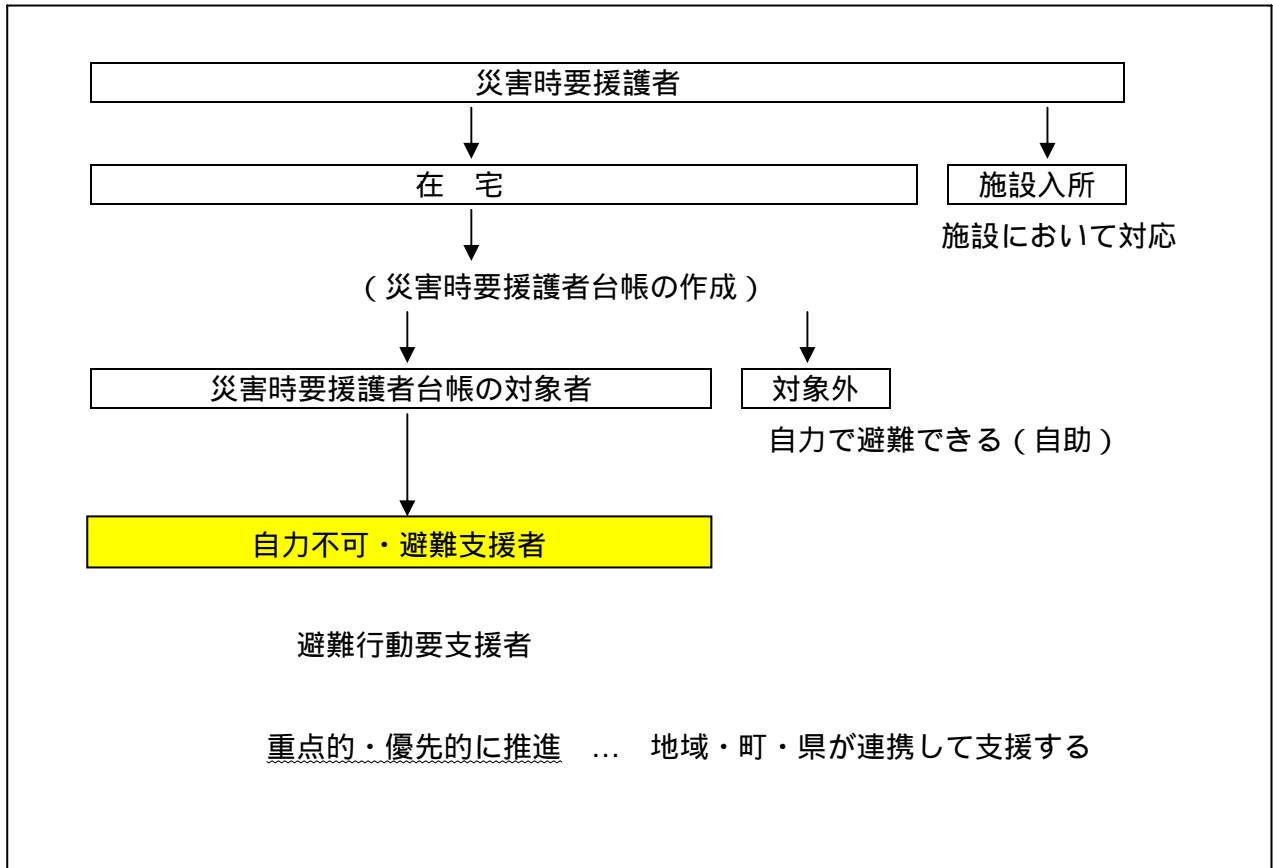 災害時要援護者
在　宅
施設入所
施設において対応
（災害時要援護者台帳の作成）
災害時要援護者台帳の対象者
対象外
自力で避難できる（自助）
自力不可・避難支援者
避難行動要支援者
重点的・優先的に推進　…　地域・町・県が連携して支援する